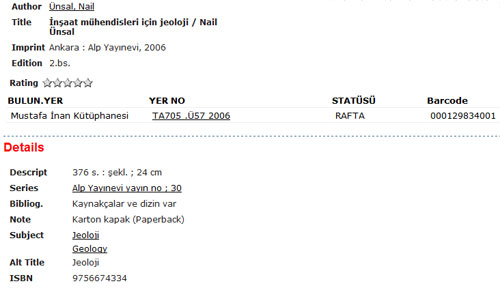 Author Ünsal, Nail
Title İnşaat mühendisleri için jeoloji / Nail
Ünsal
Imprint Ankara : Alp Yayınevi, 2006
Edition 2.bs.
Rating
BULUN.YER YER NO STATÜSÜ Barcode
Mustafa İnan Kütüphanesi TA705 .Ü57 2006 RAFTA 000129834001
Details
Descript 376 s. : şekl. ; 24 cm
Series Alp Yayınevi yayın no ; 30
Bibliog. Kaynakçalar ve dizin var
Note Karton kapak (Paperback)
Subject Jeoloji
Geology
Alt Title Jeoloji
ISBN 9756674334